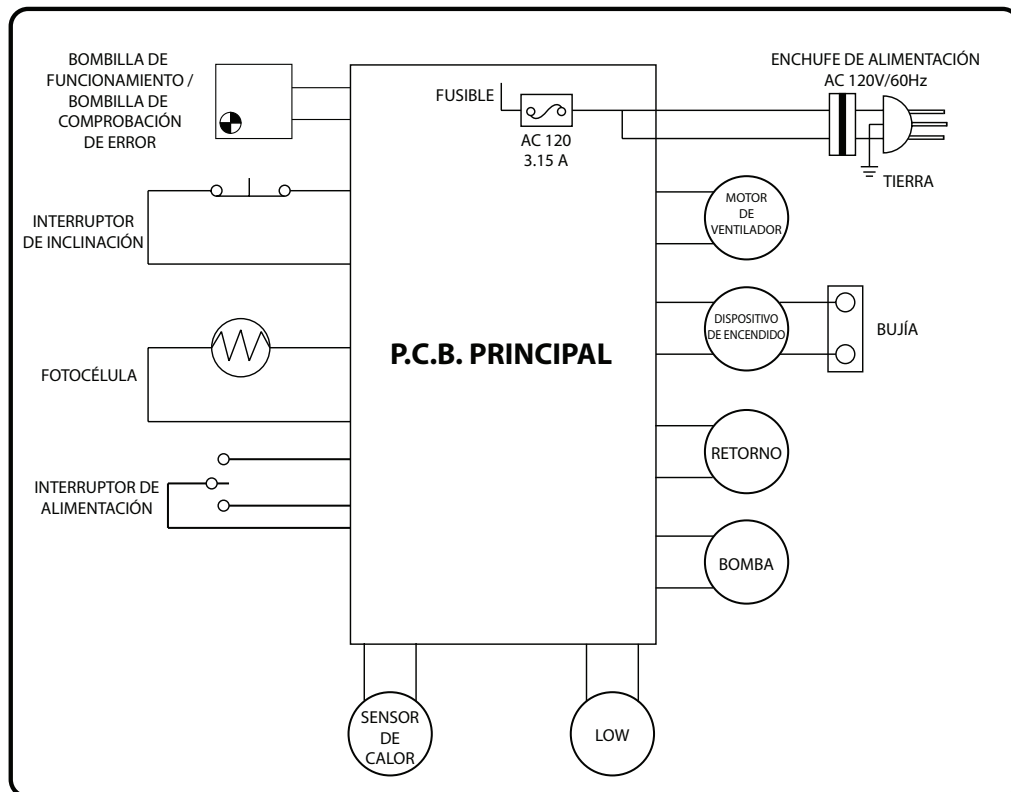 BOMBILLA DE
FUNCIONAMIENTO /
BOMBILLA DE
COMPROBACIÓN
DE ERROR
FUSIBLE
AC 120
3.15 A
ENCHUFE DE ALIMENTACIÓN
AC 120V/60Hz
TIERRA
INTERRUPTOR
DE INCLINACIÓN
MOTOR
DE
VENTILADOR
P.C.B. PRINCIPAL
DISPOSITIVO
DE ENCENDIDO
BUJÍA
FOTOCÉLULA
RETORNO
INTERRUPTOR DE
ALIMENTACIÓN
BOMBA
SENSOR
DE
CALOR
LOW